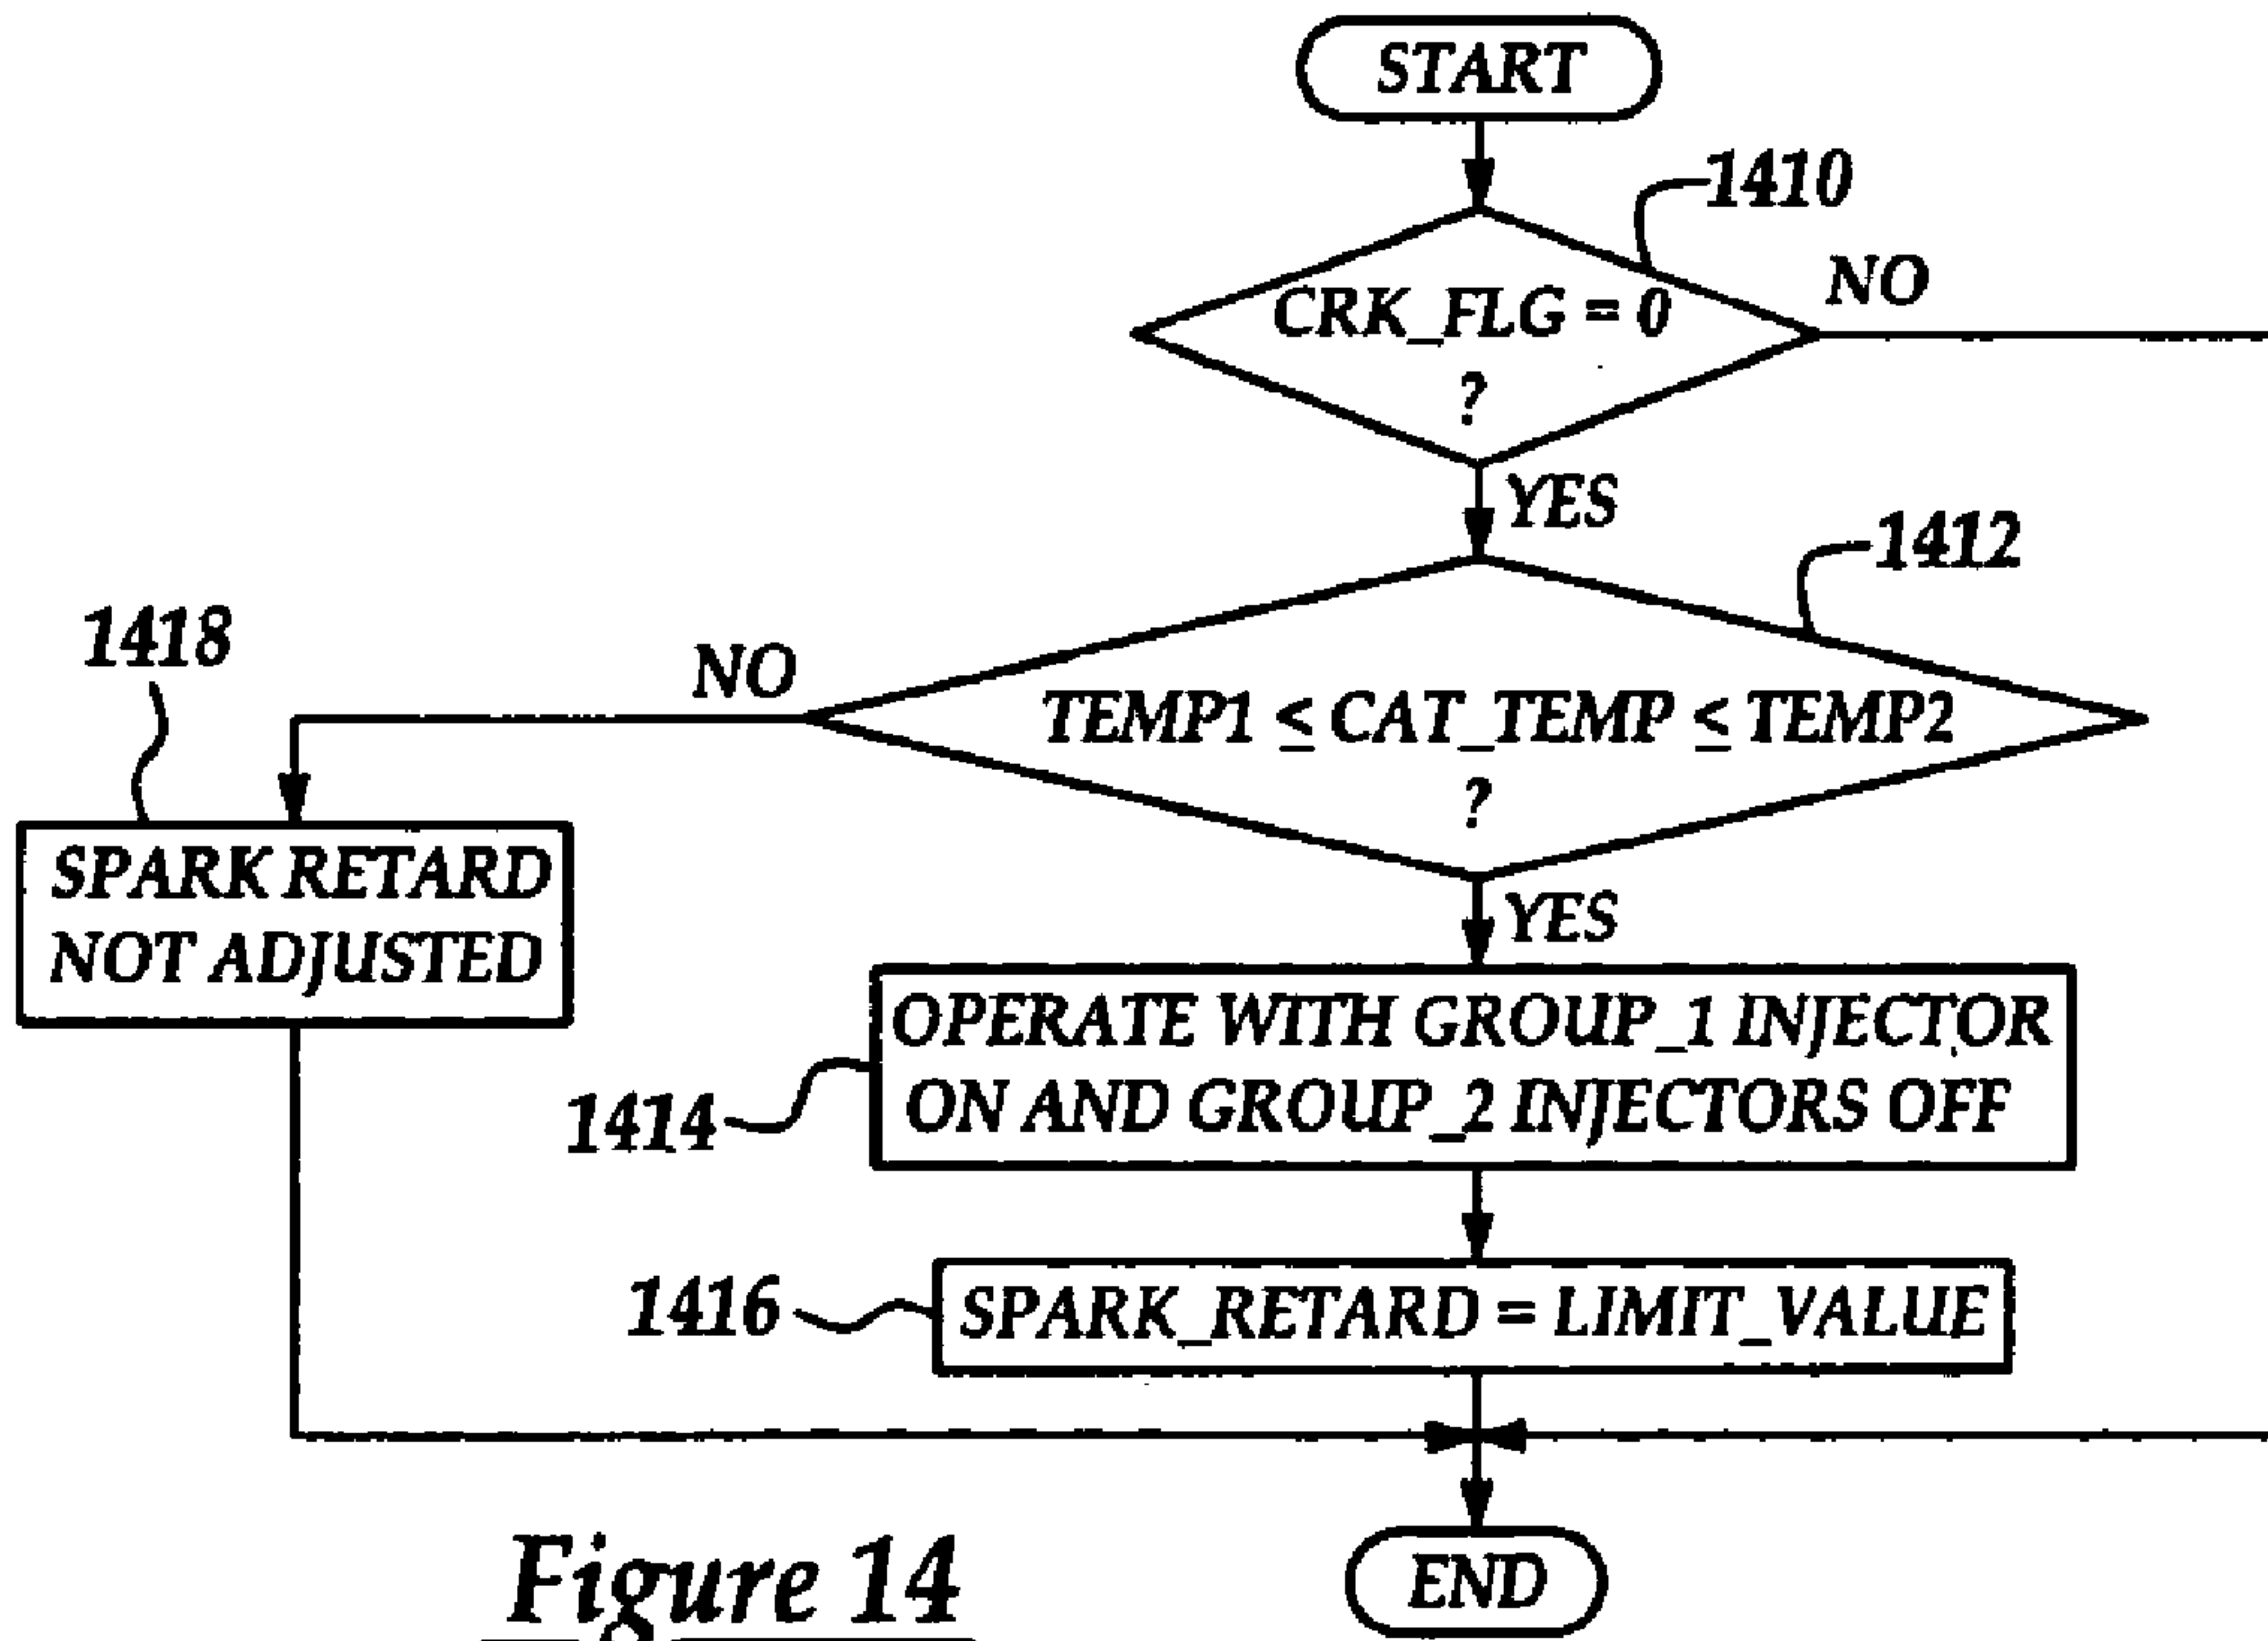 START
1410
CRK_FLG = 0
?
NO
YES
1412
TEMP1 ≤ CAT_TEMP ≤ TEMP2
?
NO
1418
SPARK RETARD
NOT ADJUSTED
YES
OPERATE WITH GROUP_1 INJECTOR
ON AND GROUP_2 INJECTORS OFF
1414
1416
SPARK_RETARD = LIMIT_VALUE
END
Figure 14